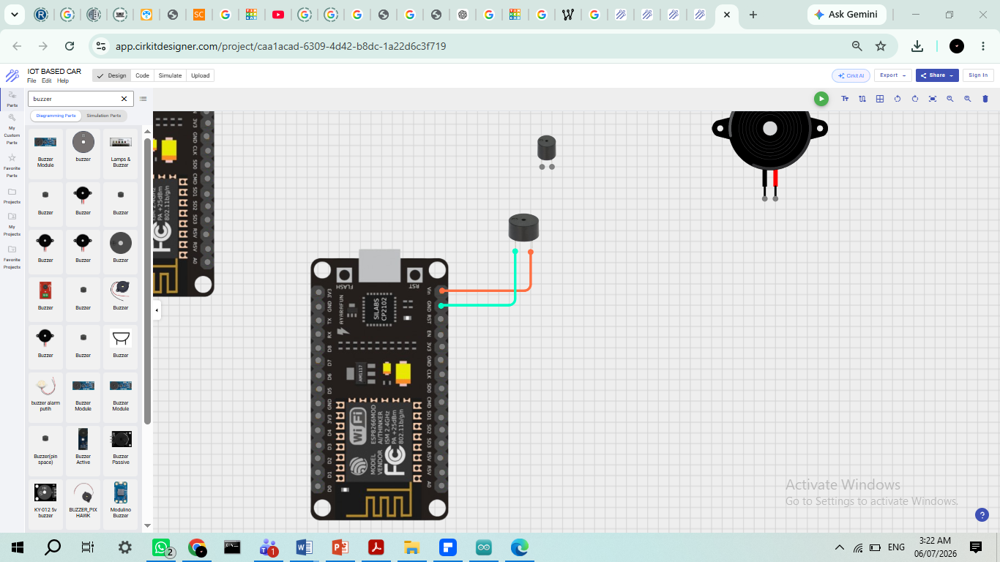 Ask Gemini
app.cirkitdesigner.com/project/caa1acad-6309-4d42-b8dc-1a22d6c3f719
IOT BASED CAR
File Edit Help
Design Code Simulate Upload
Cirkit AI
Export
Share
Sign In
Parts
My Custom Parts
Favorite Parts
Projects
My Projects
Favorite Projects
buzzer
Diagramming Parts
Simulation Parts
Buzzer Module
buzzer
Lamps & Buzzer
Buzzer
Buzzer
Buzzer
Buzzer
Buzzer
Buzzer
Buzzer
Buzzer
Buzzer
Buzzer
Buzzer
Buzzer
buzzer alarm putih
Buzzer Module
Buzzer Module
Buzzer(pin space)
Buzzer Active
Buzzer Passive
KY-012 5v buzzer
BUZZER_PIX HAWK
Modulino Buzzer
3V3
GND
CLK
SD0
CMD
SD1
SD2
SD3
RSV
RSV
A0
ISM 2.4GHz
PA +25dBm
802.11b/g/n
FC
FLASH
RST
3V3
GND
TX
RX
D8
D7
D6
D5
GND
3V3
D4
D3
D2
D1
D0
AYARAFUN
SILABS
CP2102
AM1117
Vin
GND
RST
EN
3V3
GND
CLK
SD0
CMD
SD1
SD2
SD3
RSV
RSV
A0
WiFi
MODEL
VENDOR
ESP8266MOD
AI/THINKER
ISM 2.4GHz
PA +25dBm
802.11b/g/n
FC
Activate Windows
Go to Settings to activate Windows.
2
1
ENG
3:22 AM
06/07/2026